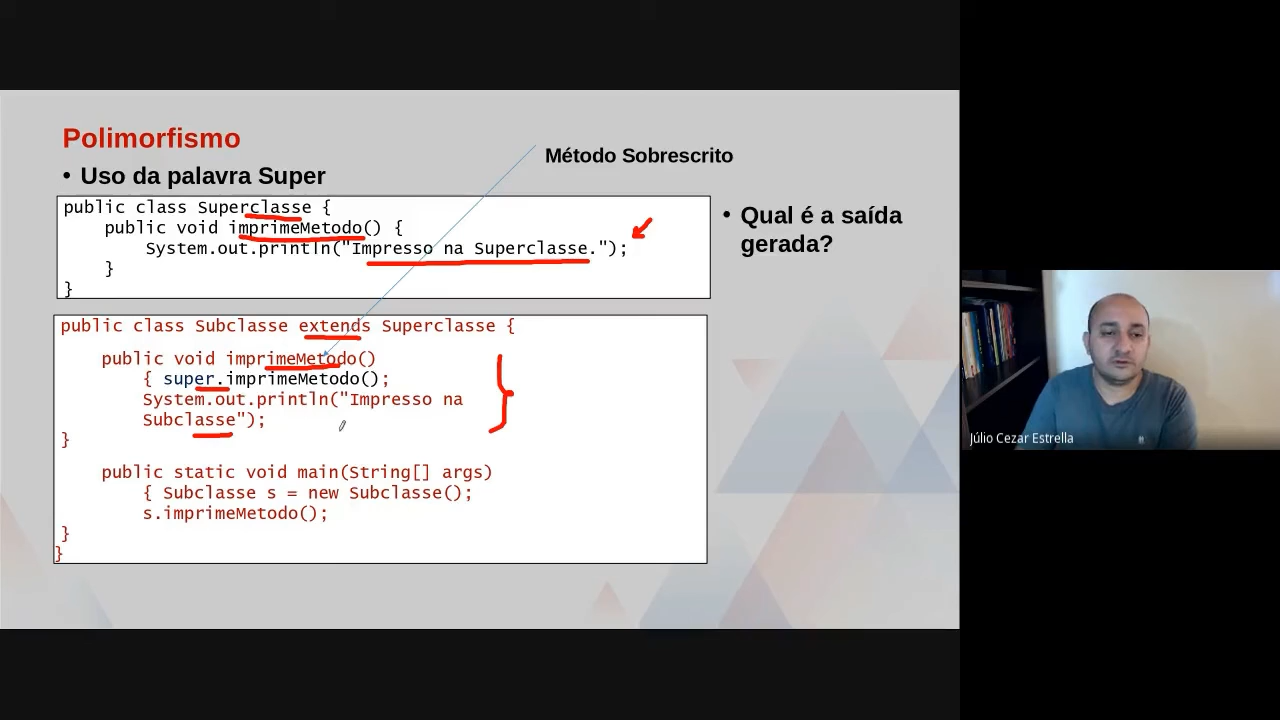 Polimorfismo
Método Sobrescrito
• Uso da palavra Super
public class Superclasse {
public void imprimeMetodo() {
System.out.println("Impresso na Superclasse.");
}
}
• Qual é a saída
gerada?
public class Subclasse extends Superclasse {
public void imprimeMetodo()
{ super.imprimeMetodo();
System.out.println("Impresso na
Subclasse");
}
public static void main(String[] args)
{ Subclasse s = new Subclasse();
s.imprimeMetodo();
}
}
Júlio Cezar Estrella